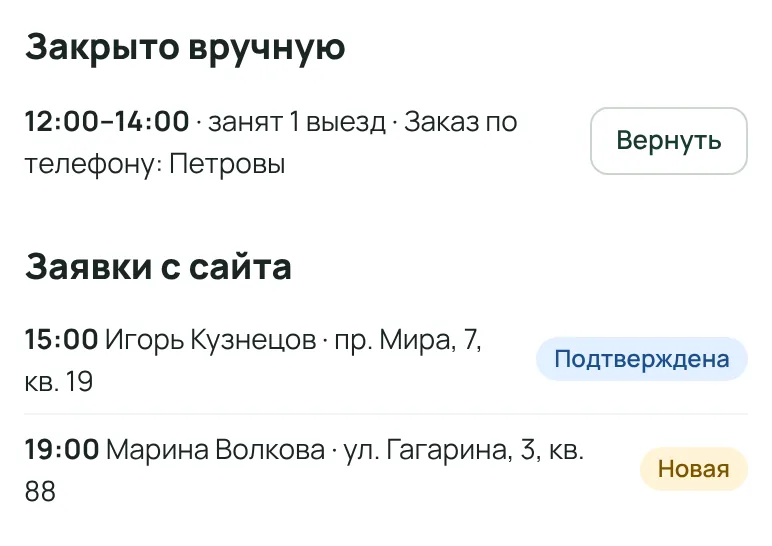 Закрыто вручную
12:00–14:00 · занят 1 выезд · Заказ по
телефону: Петровы
Вернуть
Заявки с сайта
15:00 Игорь Кузнецов · пр. Мира, 7,
кв. 19
Подтверждена
19:00 Марина Волкова · ул. Гагарина, 3, кв.
88
Новая